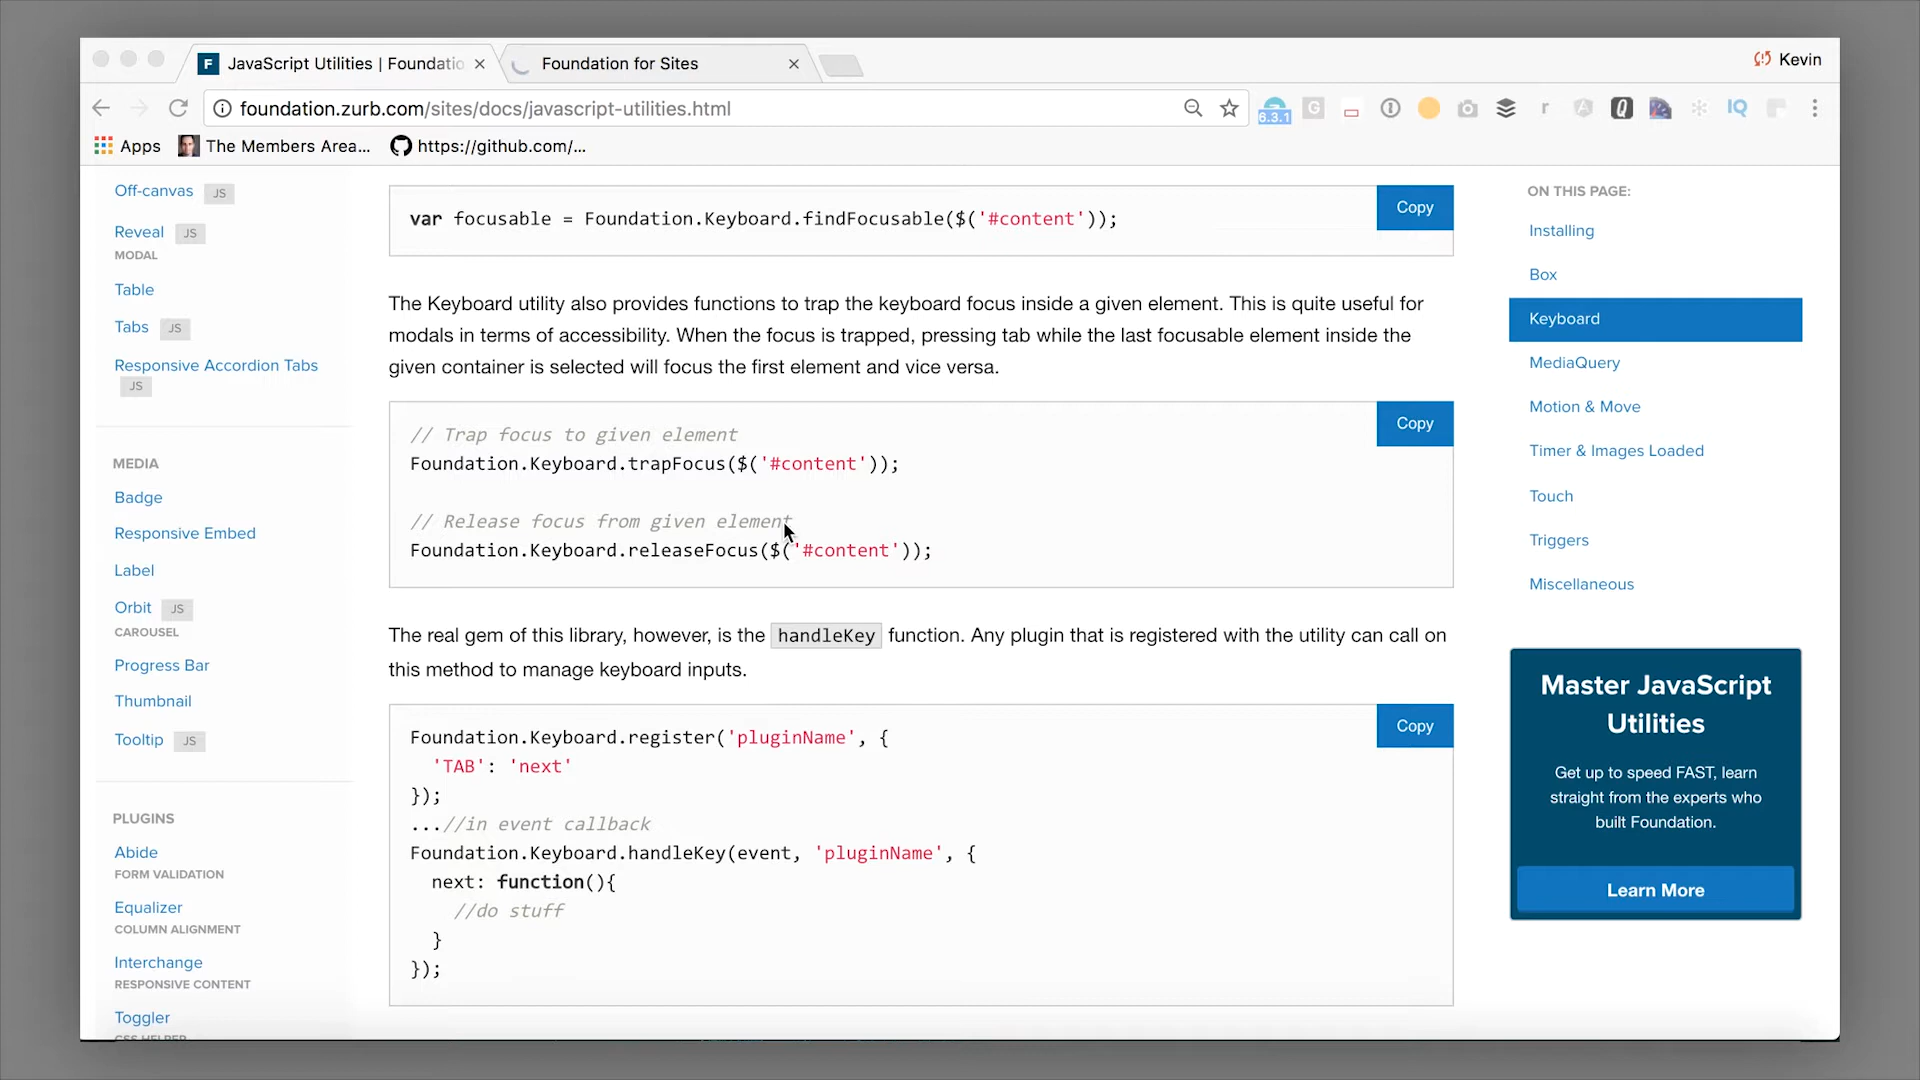 JavaScript Utilities | Foundatio
Foundation for Sites
Kevin
foundation.zurb.com/sites/docs/javascript-utilities.html
6.3.1
G
r
Q
IQ
Apps
The Members Area...
https://github.com/...
Off-canvas JS
Reveal JS
MODAL
Table
Tabs JS
Responsive Accordion Tabs
JS
MEDIA
Badge
Responsive Embed
Label
Orbit JS
CAROUSEL
Progress Bar
Thumbnail
Tooltip JS
PLUGINS
Abide
FORM VALIDATION
Equalizer
COLUMN ALIGNMENT
Interchange
RESPONSIVE CONTENT
Toggler
CSS HELPER
var focusable = Foundation.Keyboard.findFocusable($('#content'));
Copy
The Keyboard utility also provides functions to trap the keyboard focus inside a given element. This is quite useful for
modals in terms of accessibility. When the focus is trapped, pressing tab while the last focusable element inside the
given container is selected will focus the first element and vice versa.
Copy
// Trap focus to given element
Foundation.Keyboard.trapFocus($('#content'));
// Release focus from given element
Foundation.Keyboard.releaseFocus($('#content'));
The real gem of this library, however, is the handleKey function. Any plugin that is registered with the utility can call on
this method to manage keyboard inputs.
Copy
Foundation.Keyboard.register('pluginName', {
'TAB': 'next'
});
...//in event callback
Foundation.Keyboard.handleKey(event, 'pluginName', {
next: function(){
//do stuff
}
});
ON THIS PAGE:
Installing
Box
Keyboard
MediaQuery
Motion & Move
Timer & Images Loaded
Touch
Triggers
Miscellaneous
Master JavaScript
Utilities
Get up to speed FAST, learn
straight from the experts who
built Foundation.
Learn More